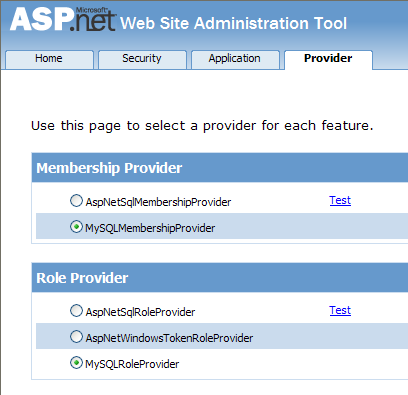 Microsoft
ASP.net Web Site Administration Tool
Home Security Application Provider
Use this page to select a provider for each feature.
Membership Provider
AspNetSqlMembershipProvider Test
MySQLMembershipProvider
Role Provider
AspNetSqlRoleProvider Test
AspNetWindowsTokenRoleProvider
MySQLRoleProvider